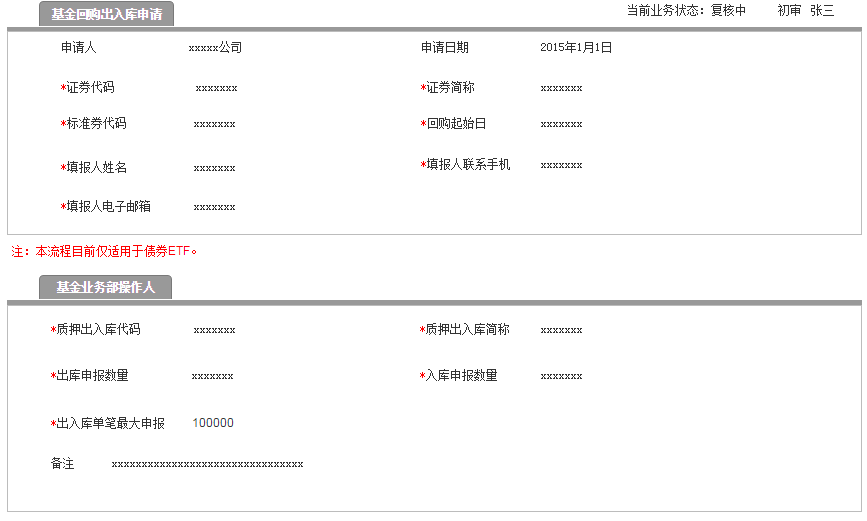 基金回购出入库申请 当前业务状态：复核中 初审 张三
申请人 xxxxx公司 申请日期 2015年1月1日
*证券代码 xxxxxxx *证券简称 xxxxxxx
*标准券代码 xxxxxxx *回购起始日 xxxxxxx
*填报人姓名 xxxxxxx *填报人联系手机 xxxxxxx
*填报人电子邮箱 xxxxxxx
注：本流程目前仅适用于债券ETF。
基金业务部操作人
*质押出入库代码 xxxxxxx *质押出入库简称 xxxxxxx
*出库申报数量 xxxxxxx *入库申报数量 xxxxxxx
*出入库单笔最大申报 100000
备注 xxxxxxxxxxxxxxxxxxxxxxxxxxxxxxxx